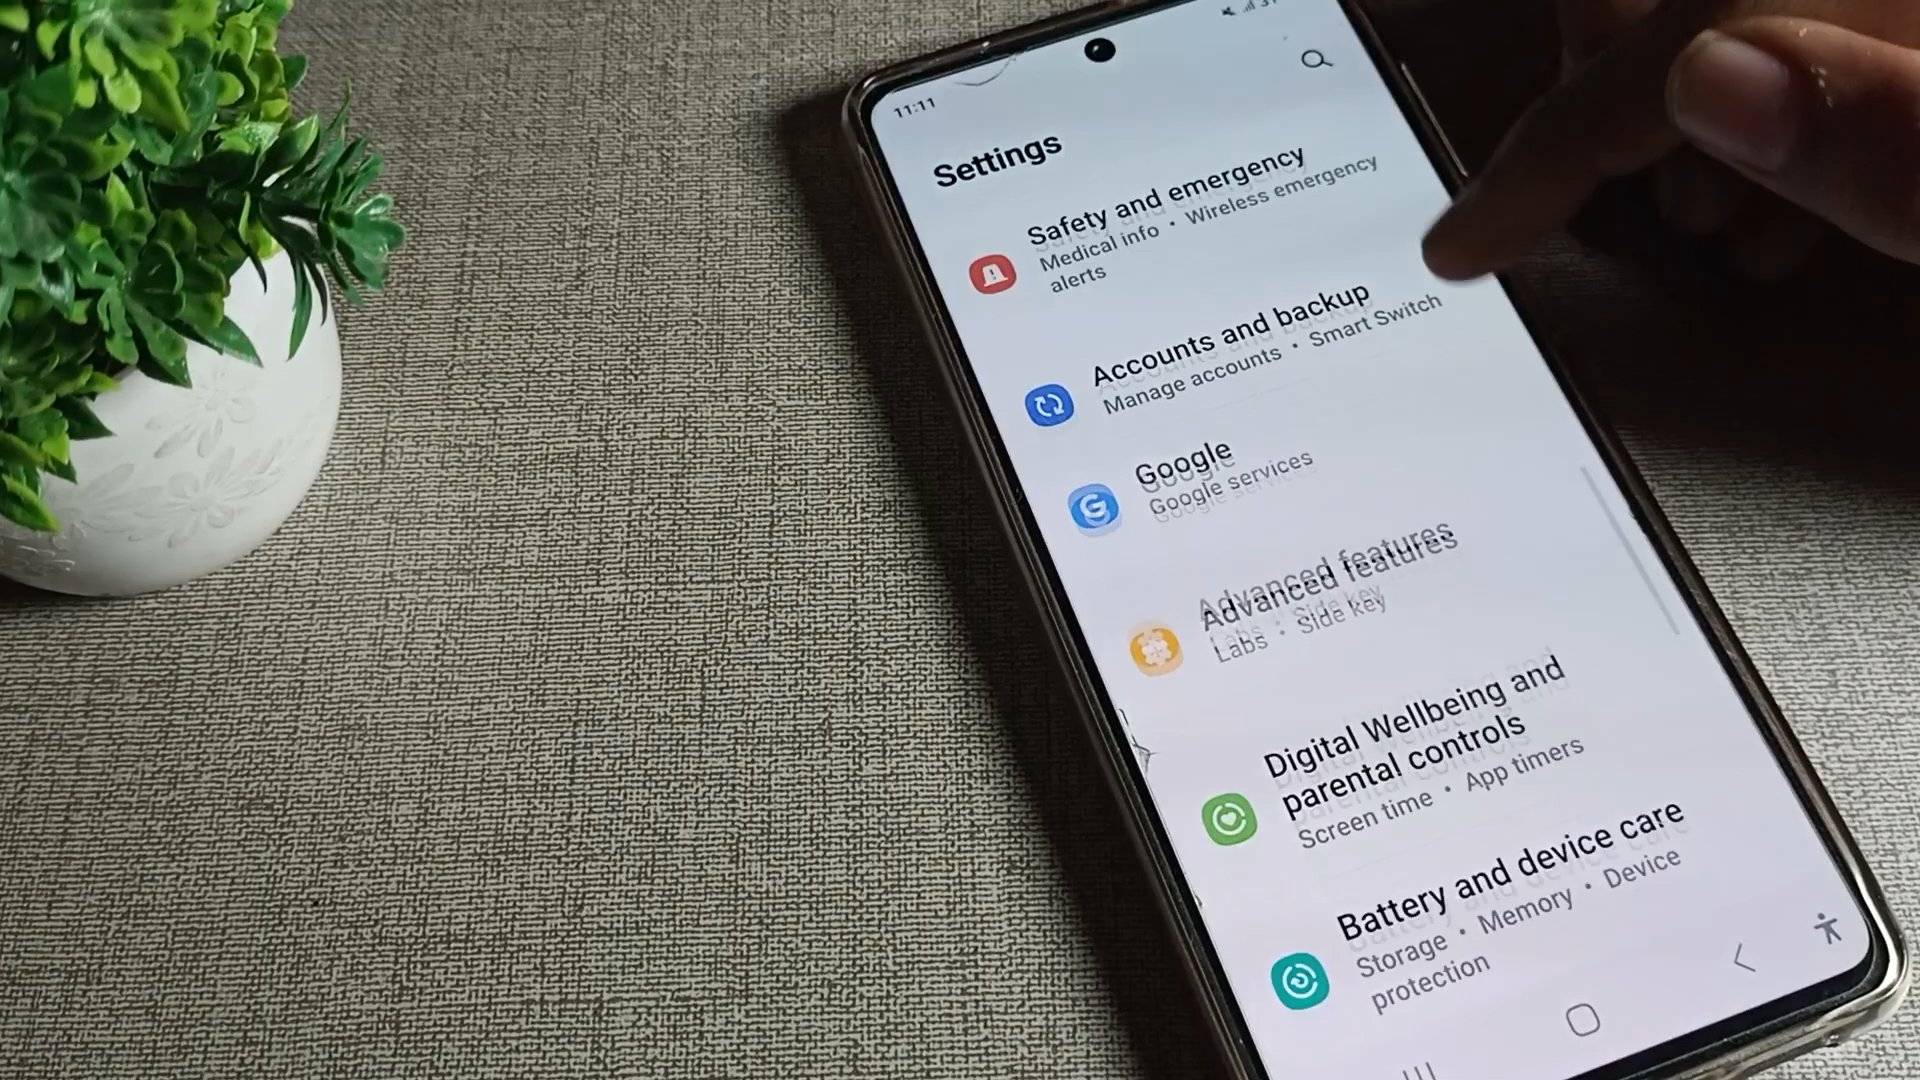 11:11
Settings
Safety and emergency
Medical info • Wireless emergency
alerts
Accounts and backup
Manage accounts • Smart Switch
Google
Google services
Advanced features
Labs • Side key
Digital Wellbeing and
parental controls
Screen time • App timers
Battery and device care
Storage • Memory • Device
protection